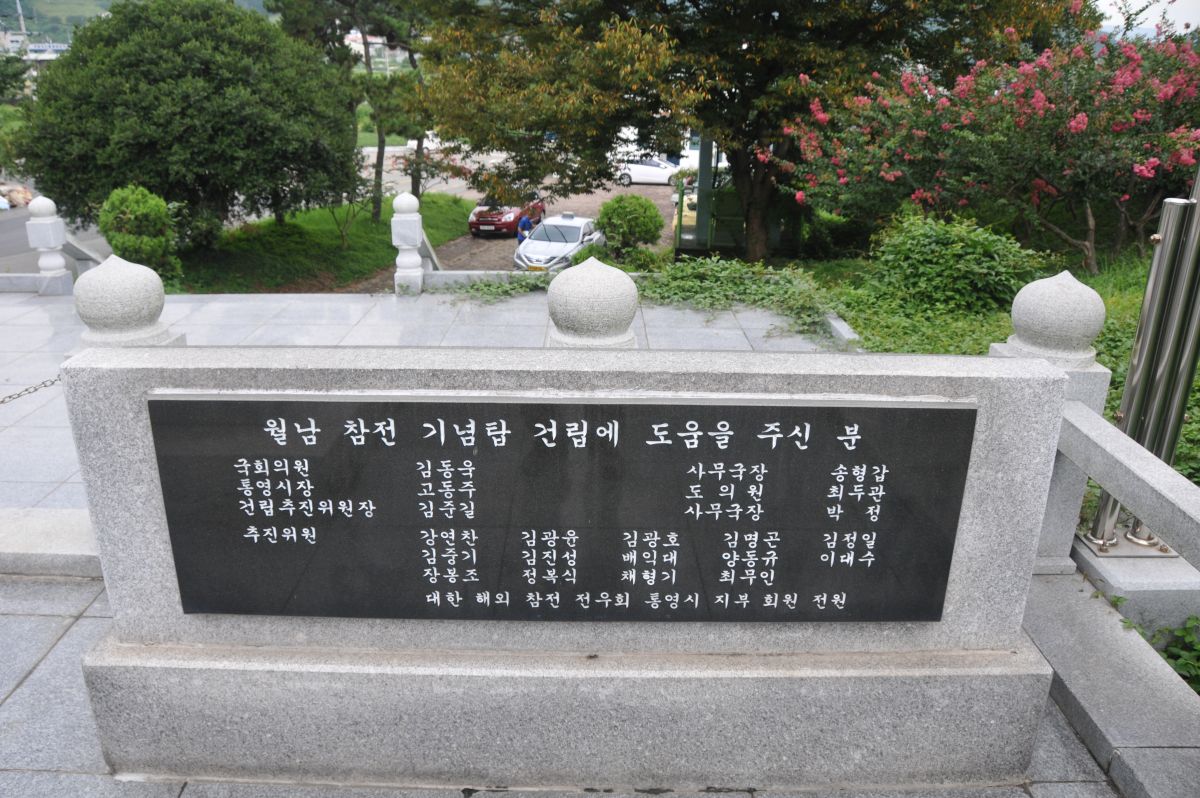 월남 참전 기념탑 건립에 도움을 주신 분
국회의원 김동욱 사무국장 송형갑
통영시장 고동주 도 의 원 최두관
건립추진위원장 김준길 사무국장 박 정
추진위원 강연찬 김광윤 김광호 김명곤 김정일
김중기 김진성 배익대 양동규 이대수
장봉조 정복식 채형기 최무인
대한 해외 참전 전우회 통영시 지부 회원 전원